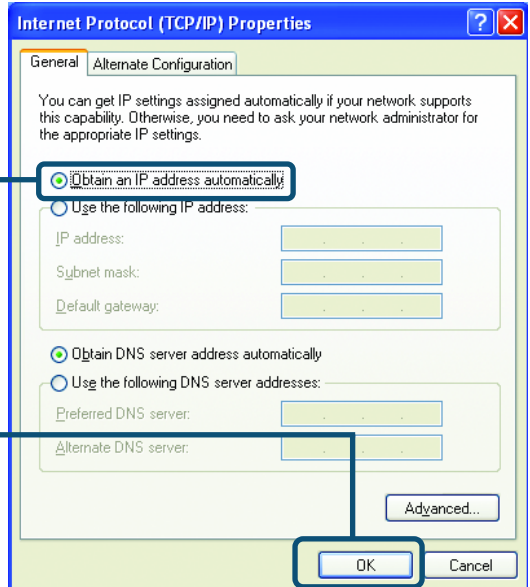 Internet Protocol (TCP/IP) Properties
General
Alternate Configuration
You can get IP settings assigned automatically if your network supports
this capability. Otherwise, you need to ask your network administrator for
the appropriate IP settings.
Obtain an IP address automatically
Use the following IP address:
IP address:
Subnet mask:
Default gateway:
Obtain DNS server address automatically
Use the following DNS server addresses:
Preferred DNS server:
Alternate DNS server:
Advanced...
OK
Cancel